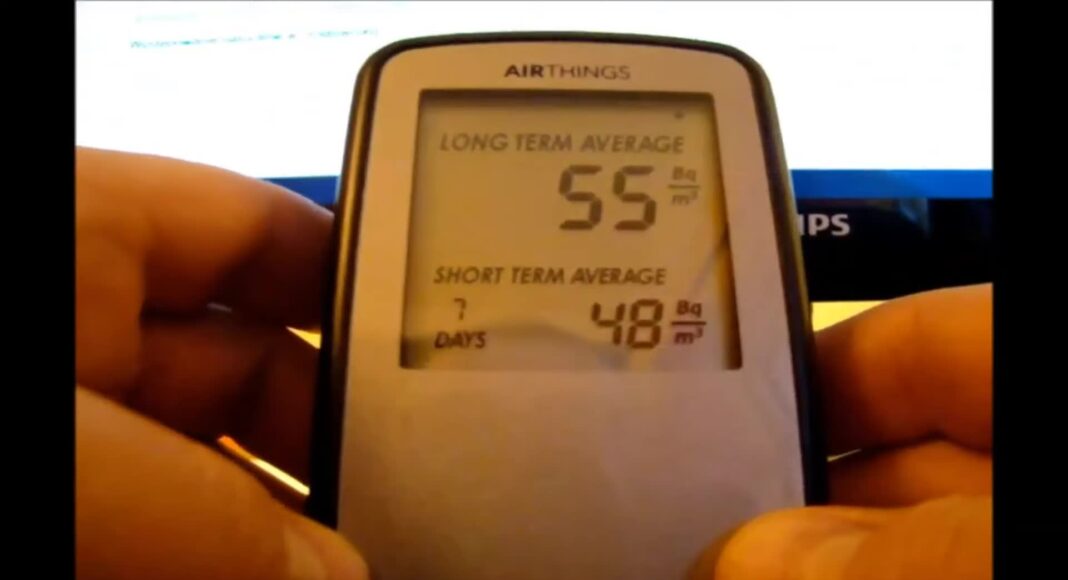 AIRTHINGS
LONG TERM AVERAGE
55 Bq/m³
SHORT TERM AVERAGE
7 DAYS
48 Bq/m³
IPS